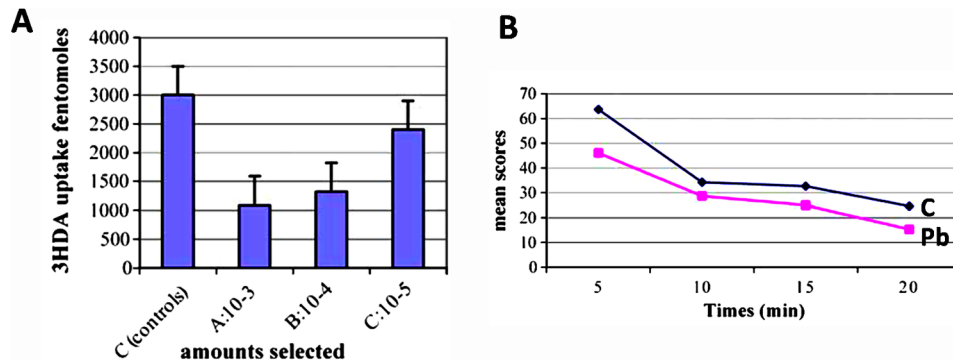 A
3HDA uptake fentomoles
4000
3500
3000
2500
2000
1500
1000
500
0
C (controls)
A:10-3
B:10-4
C:10-5
amounts selected
B
mean scores
70
60
50
40
30
20
10
0
C
Pb
5 10 15 20
Times (min)